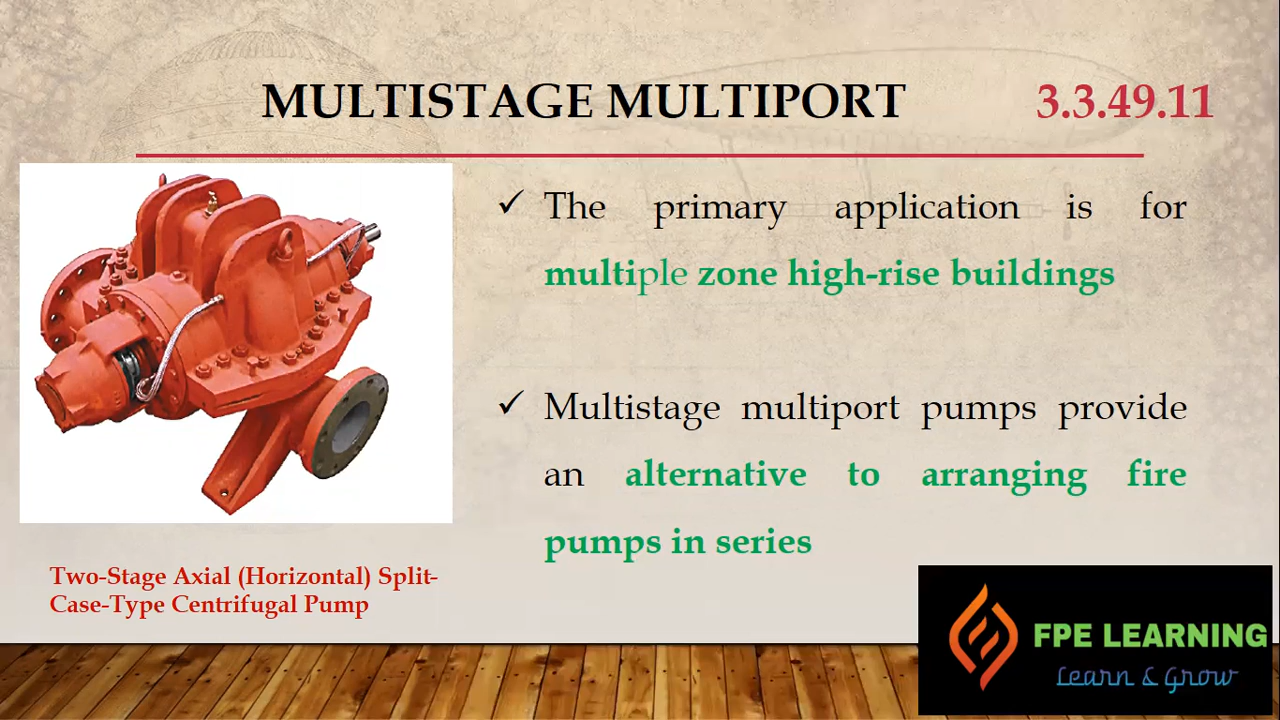 MULTISTAGE MULTIPORT 3.3.49.11
✓ The primary application is for
multiple zone high-rise buildings
✓ Multistage multiport pumps provide
an alternative to arranging fire
pumps in series
Two-Stage Axial (Horizontal) Split-
Case-Type Centrifugal Pump
FPE LEARNING
Learn & Grow